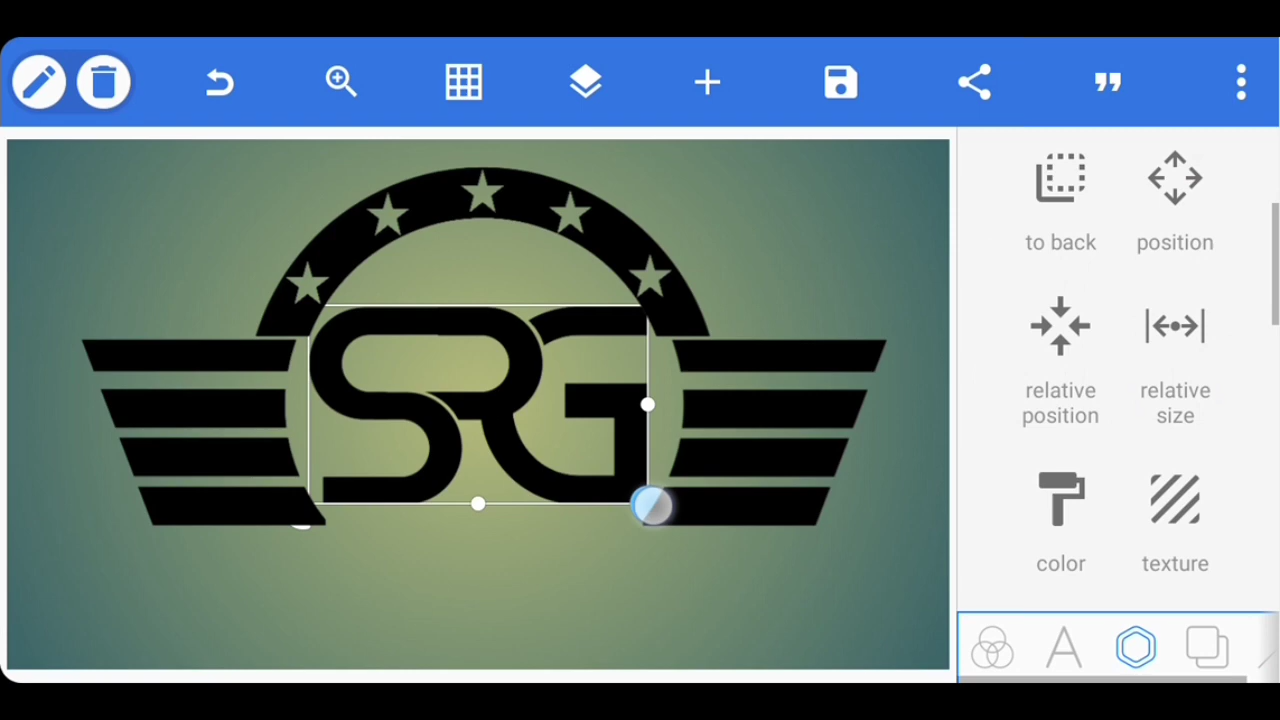 SRG
to back
position
relative position
relative size
color
texture